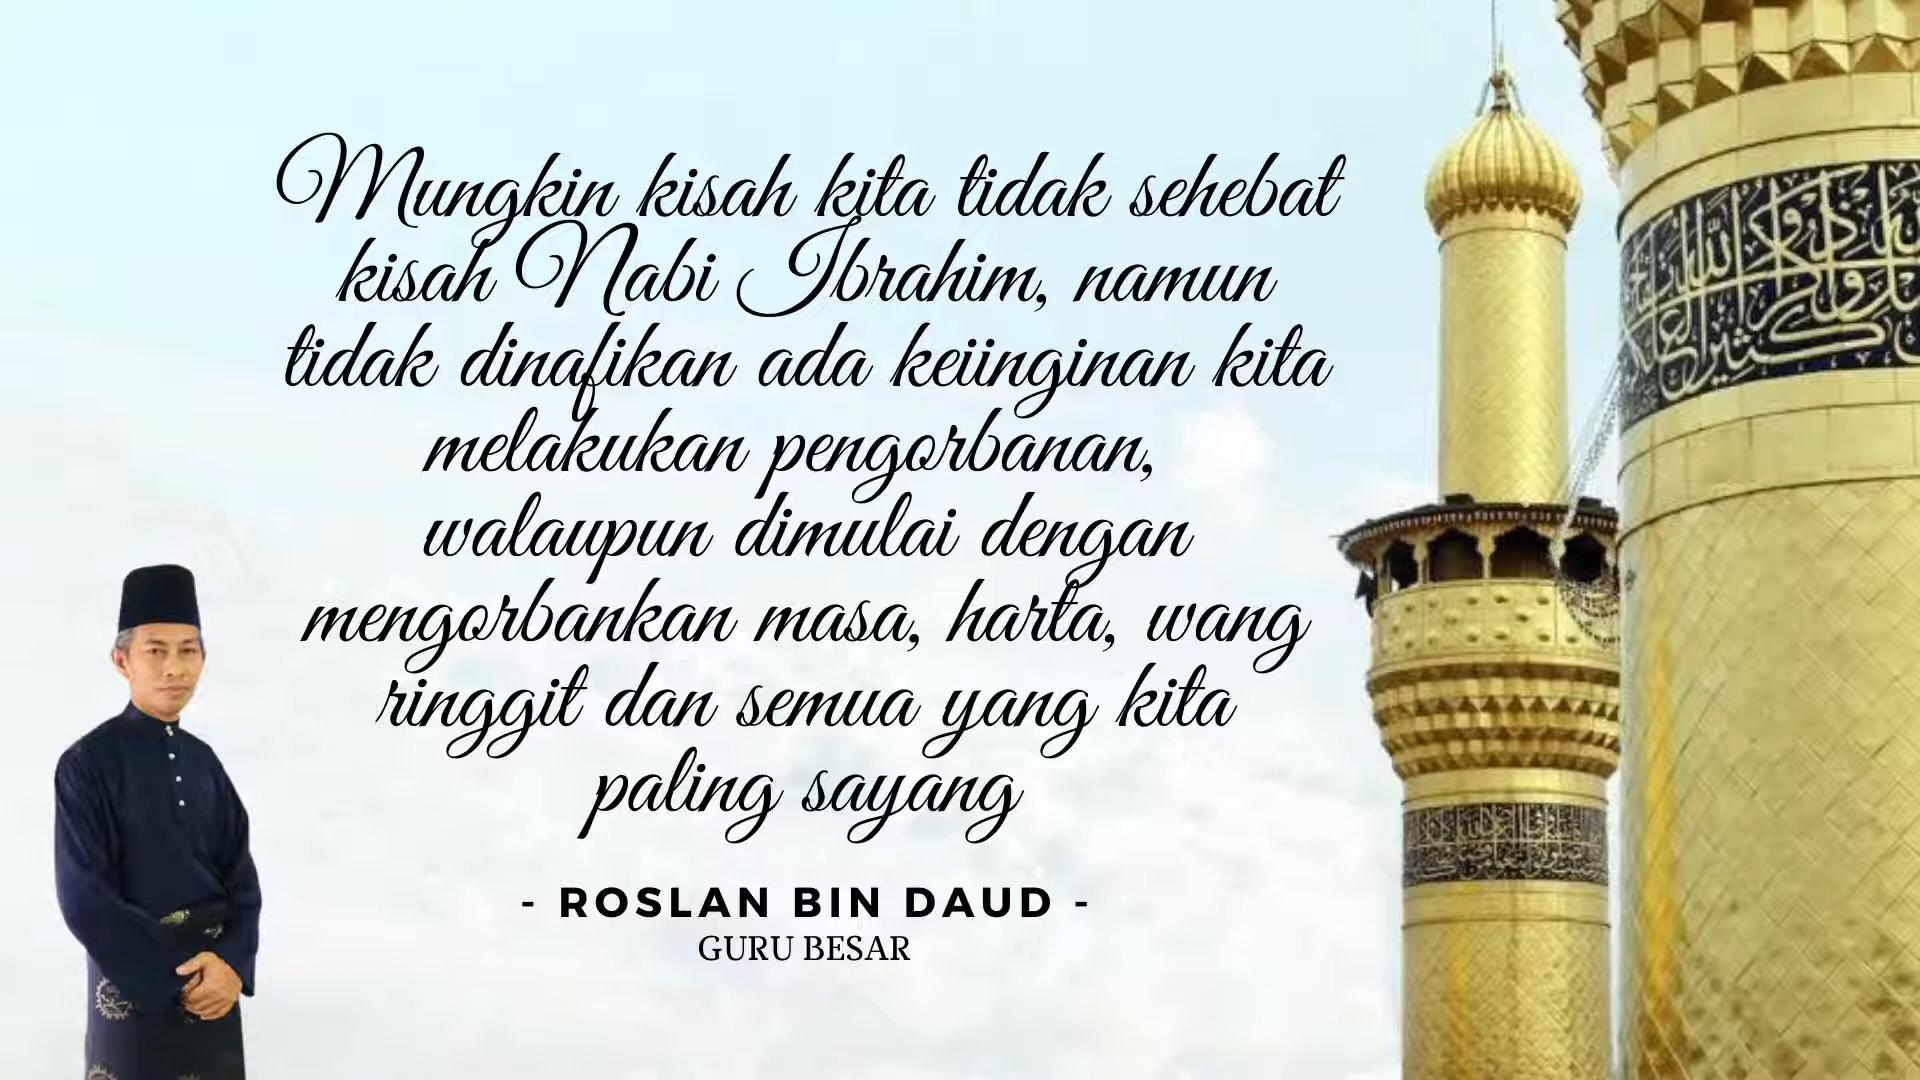 Mungkin kisah kita tidak sehebat
kisah Nabi Ibrahim, namun
tidak dinafikan ada keiinginan kita
melakukan pengorbanan,
walaupun dimulai dengan
mengorbankan masa, harta, wang
ringgit dan semua yang kita
paling sayang
- ROSLAN BIN DAUD -
GURU BESAR